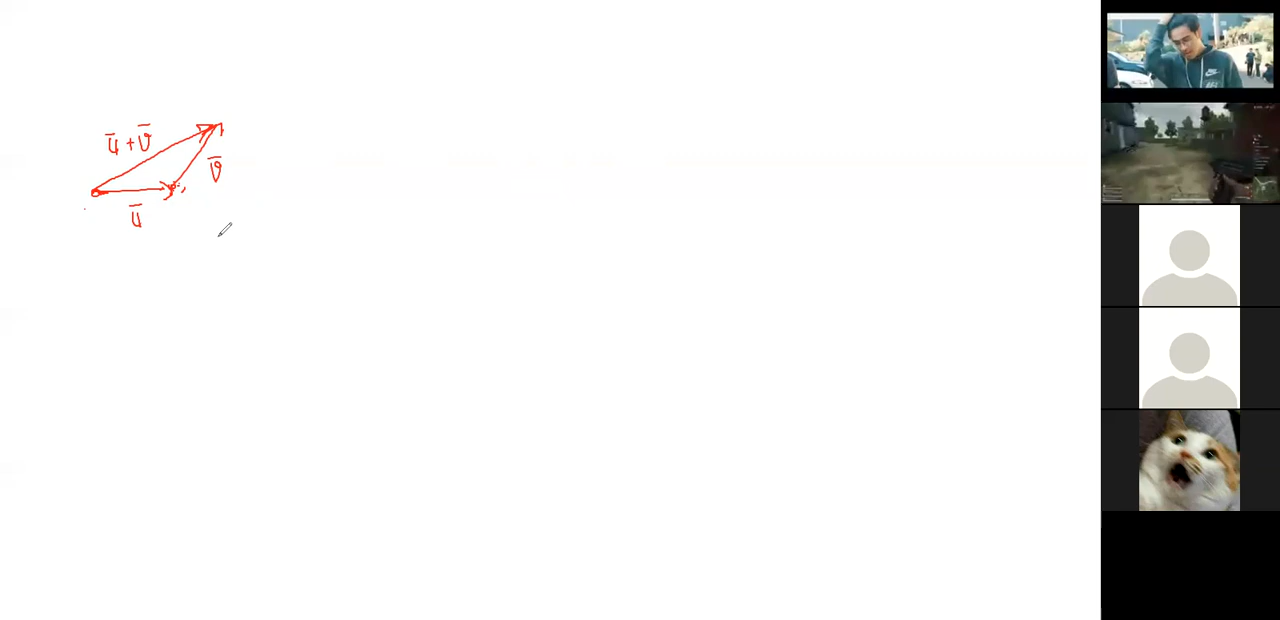 ū + v̄
v̄
ū